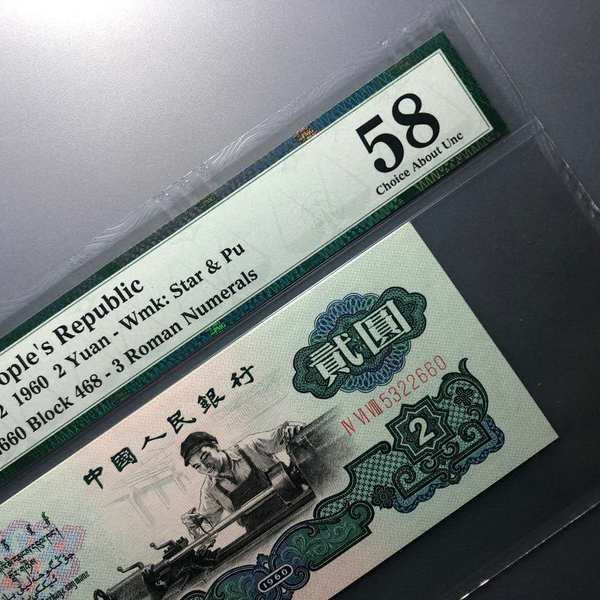 58
Choice About Unc
ople's Republic
2 1960 2 Yuan - Wmk: Star & Pu
660 Block 468 - 3 Roman Numerals
中國人民銀行
貳圓
IV VI VIII 5322660
2
1960